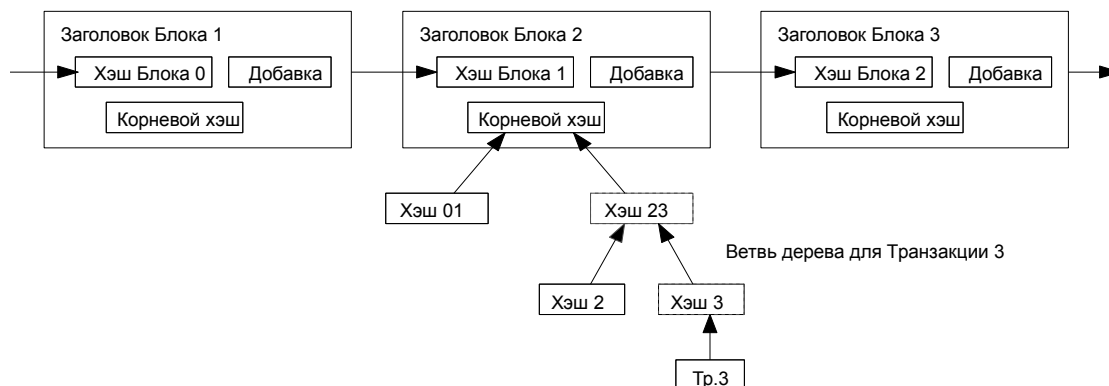 Заголовок Блока 1
Заголовок Блока 2
Заголовок Блока 3
Хэш Блока 0
Добавка
Хэш Блока 1
Добавка
Хэш Блока 2
Добавка
Корневой хэш
Корневой хэш
Корневой хэш
Хэш 01
Хэш 23
Ветвь дерева для Транзакции 3
Хэш 2
Хэш 3
Тр.3